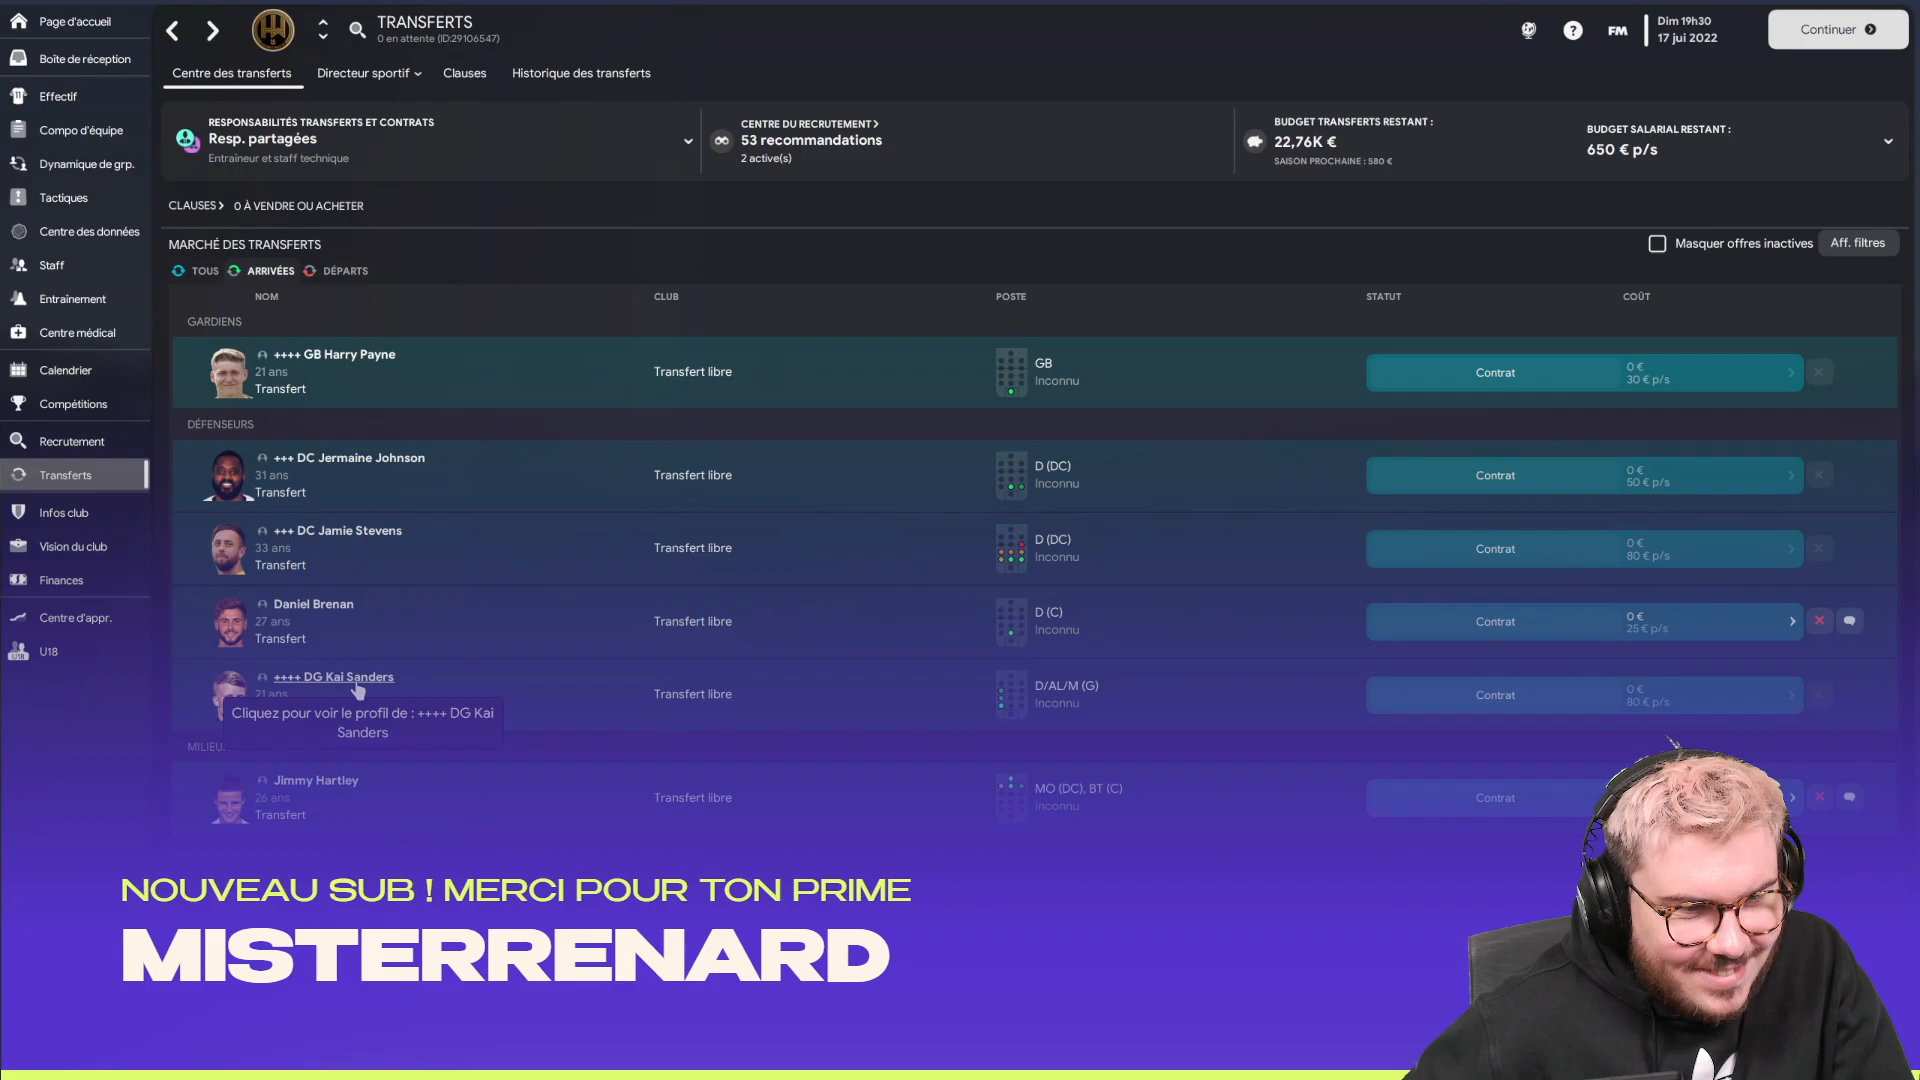 Page d'accueil
Boîte de réception
Effectif
Compo d'équipe
Dynamique de grp.
Tactiques
Centre des données
Staff
Entraînement
Centre médical
Calendrier
Compétitions
Recrutement
Transferts
Infos club
Vision du club
Finances
Centre d'appr.
U18
TRANSFERTS
0 en attente (ID:29106547)
FM
Dim 19h30
17 jui 2022
Continuer
Centre des transferts
Directeur sportif
Clauses
Historique des transferts
RESPONSABILITÉS TRANSFERTS ET CONTRATS
Resp. partagées
Entraîneur et staff technique
CENTRE DU RECRUTEMENT >
53 recommandations
2 active(s)
BUDGET TRANSFERTS RESTANT :
22,76K €
SAISON PROCHAINE : 580 €
BUDGET SALARIAL RESTANT :
650 € p/s
CLAUSES > 0 À VENDRE OU ACHETER
MARCHÉ DES TRANSFERTS
Masquer offres inactives
Aff. filtres
TOUS ARRIVÉES DÉPARTS
NOM CLUB POSTE STATUT COÛT
GARDIENS
++++ GB Harry Payne
21 ans
Transfert
Transfert libre
GB
Inconnu
Contrat
0 €
30 € p/s
DÉFENSEURS
+++ DC Jermaine Johnson
31 ans
Transfert
Transfert libre
D (DC)
Inconnu
Contrat
0 €
50 € p/s
+++ DC Jamie Stevens
33 ans
Transfert
Transfert libre
D (DC)
Inconnu
Contrat
0 €
80 € p/s
Daniel Brenan
27 ans
Transfert
Transfert libre
D (C)
Inconnu
Contrat
0 €
25 € p/s
++++ DG Kai Sanders
21 ans
Transfert libre
D/AL/M (G)
Inconnu
Contrat
0 €
80 € p/s
Cliquez pour voir le profil de : ++++ DG Kai
Sanders
MILIEU
Jimmy Hartley
26 ans
Transfert
Transfert libre
MO (DC), BT (C)
Inconnu
Contrat
NOUVEAU SUB ! MERCI POUR TON PRIME
MISTERRENARD